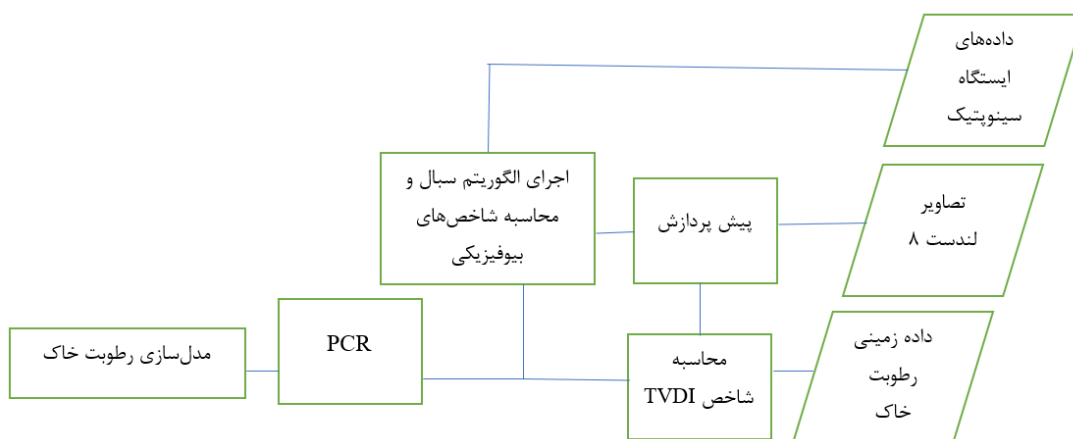 داده‌های
ایستگاه
سینوپتیک
تصاویر
لندست ۸
داده زمینی
رطوبت
خاک
پیش پردازش
محاسبه
شاخص TVDI
اجرای الگوریتم سبال و
محاسبه شاخص‌های
بیوفیزیکی
PCR
مدل‌سازی رطوبت خاک